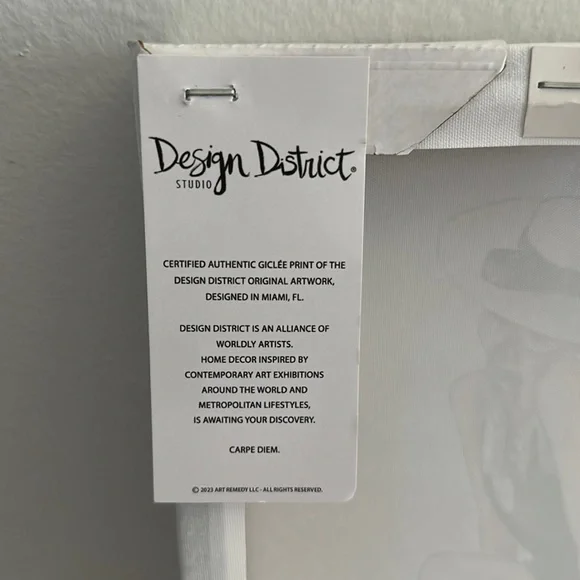 Design District®
STUDIO
CERTIFIED AUTHENTIC GICLÉE PRINT OF THE
DESIGN DISTRICT ORIGINAL ARTWORK,
DESIGNED IN MIAMI, FL.
DESIGN DISTRICT IS AN ALLIANCE OF
WORLDLY ARTISTS.
HOME DECOR INSPIRED BY
CONTEMPORARY ART EXHIBITIONS
AROUND THE WORLD AND
METROPOLITAN LIFESTYLES,
IS AWAITING YOUR DISCOVERY.
CARPE DIEM.
© 2023 ART REMEDY LLC - ALL RIGHTS RESERVED.